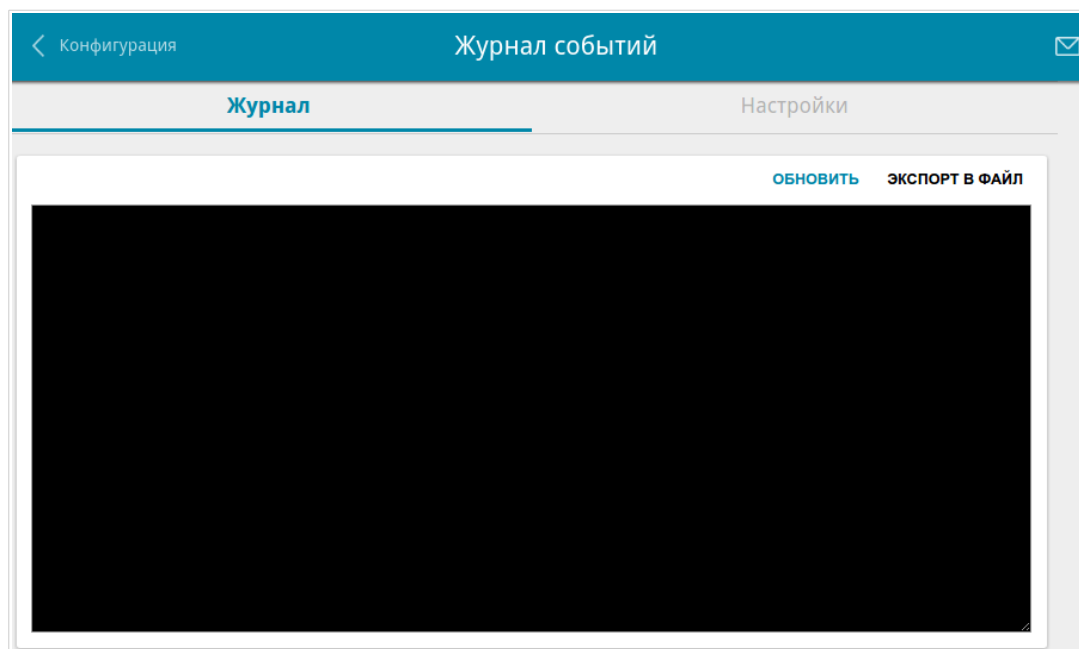 Конфигурация
Журнал событий
Журнал
Настройки
ОБНОВИТЬ
ЭКСПОРТ В ФАЙЛ